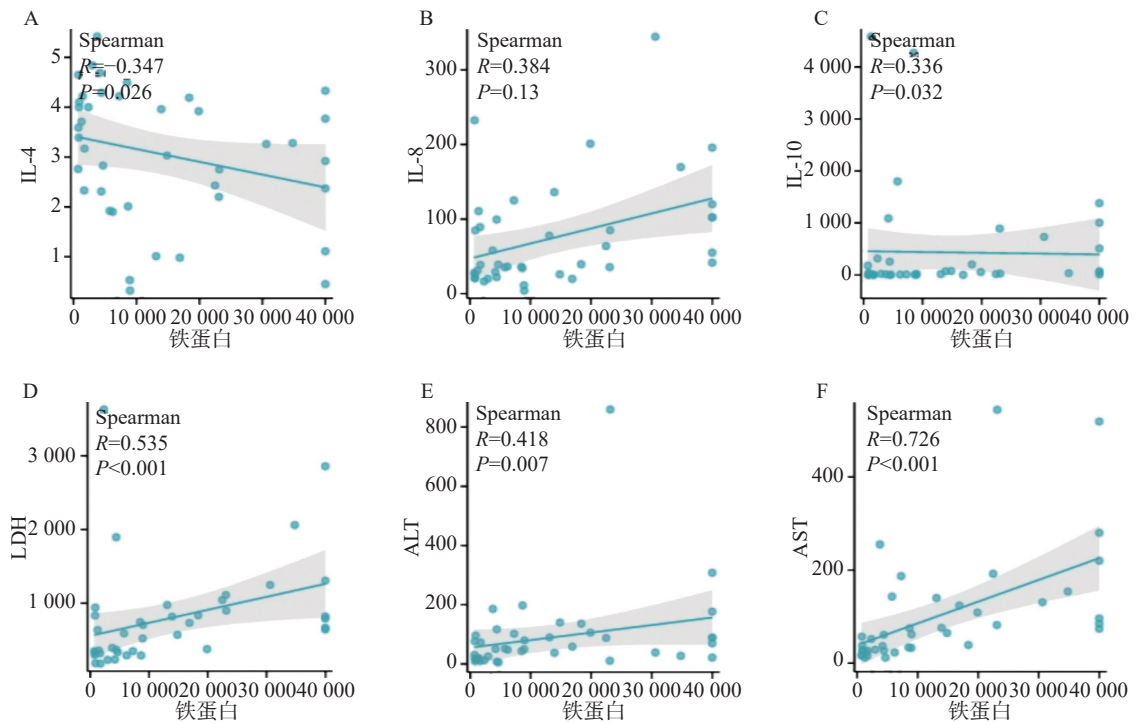 A
Spearman
R=−0.347
P=0.026
5
4
3
2
1
IL-4
0
10 000
20 000
30 000
40 000
铁蛋白
B
Spearman
R=0.384
P=0.13
300
200
100
0
IL-8
0
10 000
20 000
30 000
40 000
铁蛋白
C
Spearman
R=0.336
P=0.032
4 000
3 000
2 000
1 000
0
IL-10
0
10 000
20 000
30 000
40 000
铁蛋白
D
Spearman
R=0.535
P<0.001
3 000
2 000
1 000
LDH
0
10 000
20 000
30 000
40 000
铁蛋白
E
Spearman
R=0.418
P=0.007
800
600
400
200
0
ALT
0
10 000
20 000
30 000
40 000
铁蛋白
F
Spearman
R=0.726
P<0.001
400
200
0
AST
0
10 000
20 000
30 000
40 000
铁蛋白